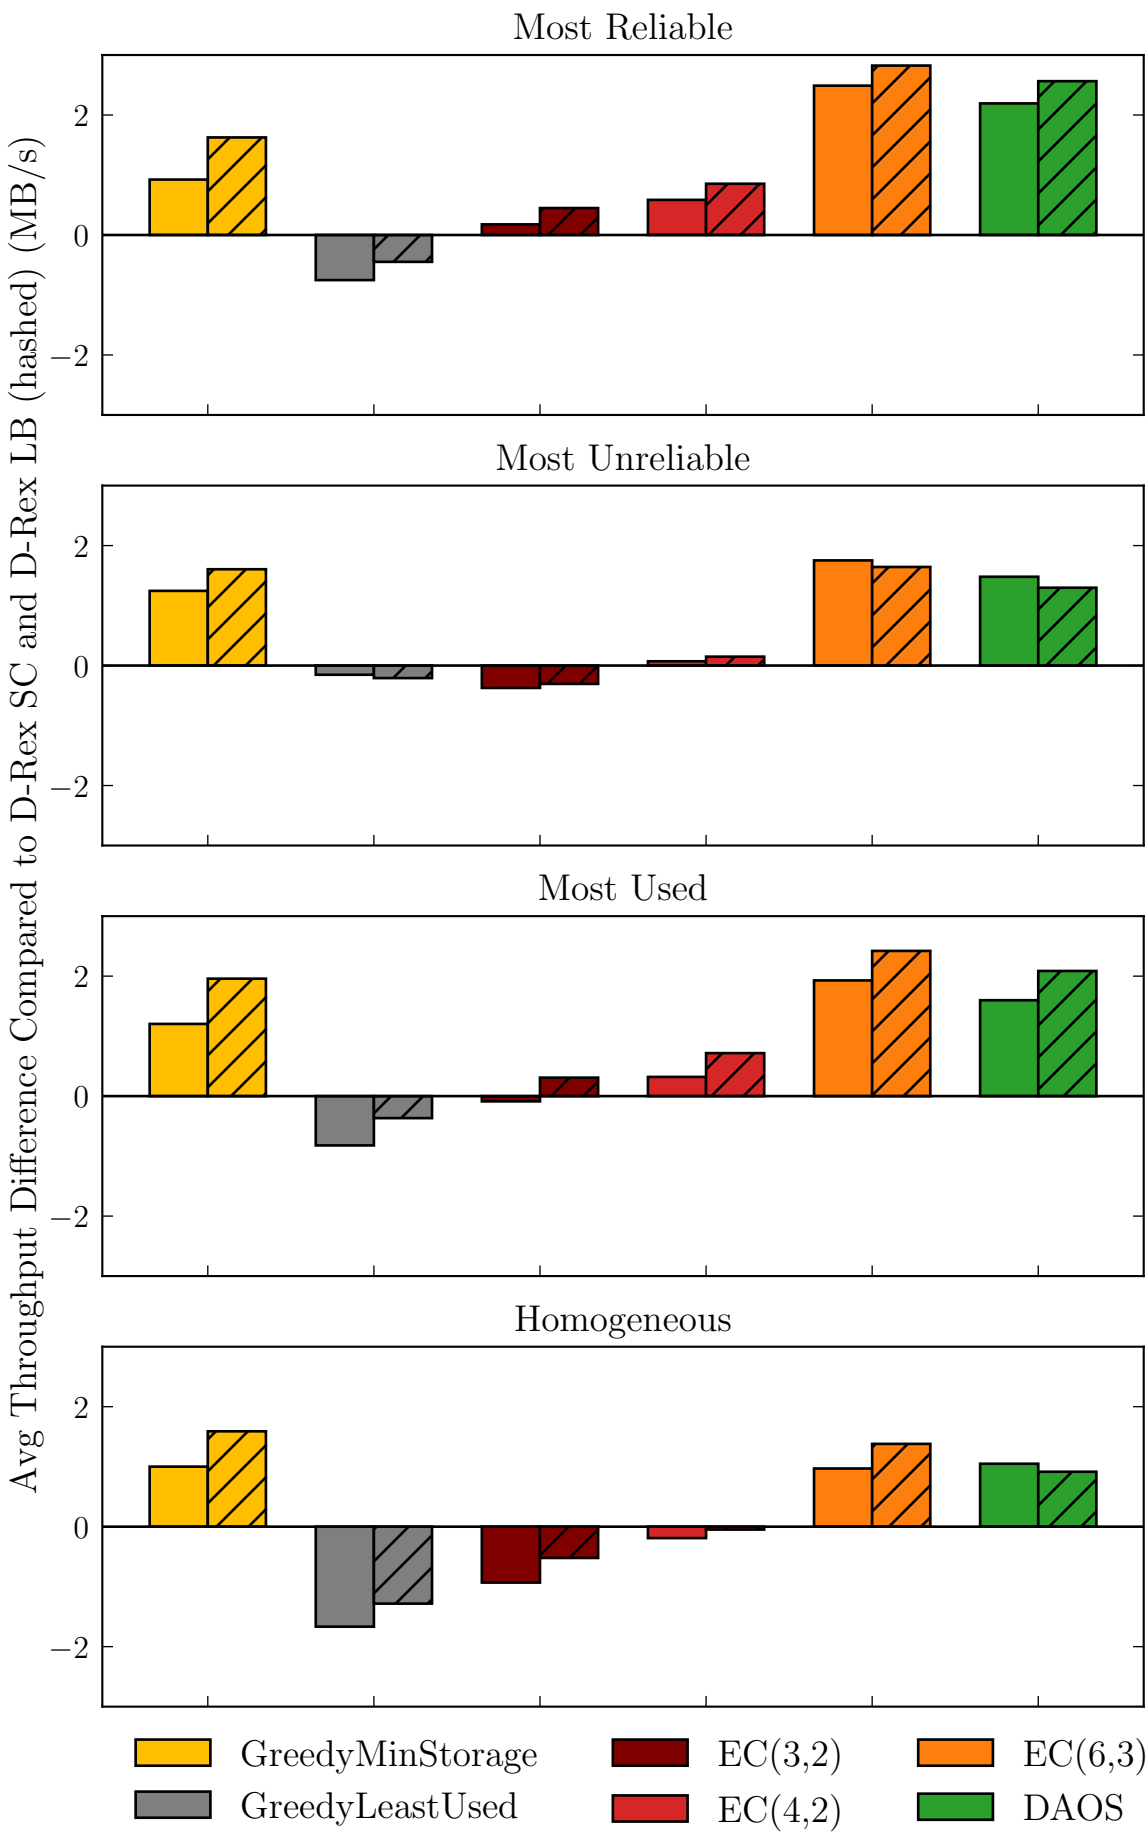 Avg Throughput Difference Compared to D-Rex SC and D-Rex LB (hashed) (MB/s)
Most Reliable
2
0
−2
Most Unreliable
2
0
−2
Most Used
2
0
−2
Homogeneous
2
0
−2
GreedyMinStorage
GreedyLeastUsed
EC(3,2)
EC(4,2)
EC(6,3)
DAOS